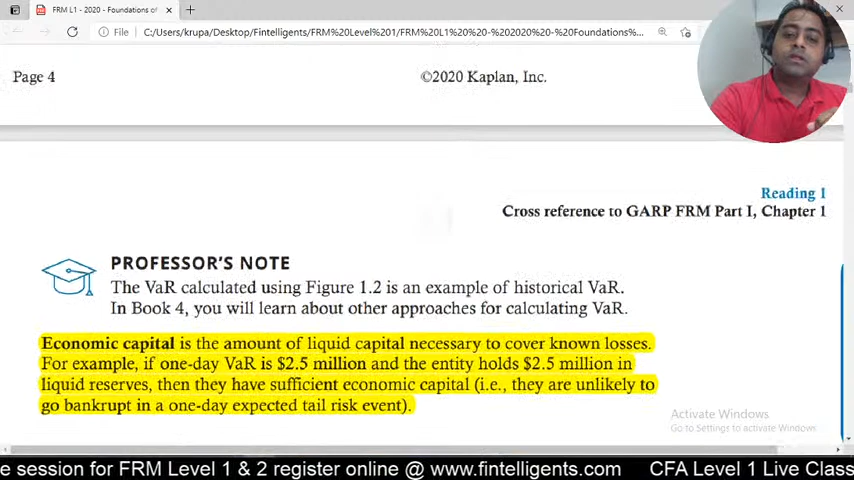 FRM L1 - 2020 - Foundations of
File
C:/Users/krupa/Desktop/Fintelligents/FRM%20Level%201/FRM%20L1%20-%202020%20-%20Foundations%...
Page 4
©2020 Kaplan, Inc.
Reading 1
Cross reference to GARP FRM Part I, Chapter 1
PROFESSOR'S NOTE
The VaR calculated using Figure 1.2 is an example of historical VaR.
In Book 4, you will learn about other approaches for calculating VaR.
Economic capital is the amount of liquid capital necessary to cover known losses.
For example, if one-day VaR is $2.5 million and the entity holds $2.5 million in
liquid reserves, then they have sufficient economic capital (i.e., they are unlikely to
go bankrupt in a one-day expected tail risk event).
Activate Windows
Go to Settings to activate Windows.
e session for FRM Level 1 & 2 register online @ www.fintelligents.com CFA Level 1 Live Class